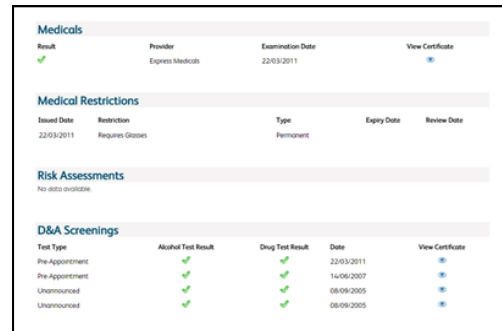 Medicals
Result Provider Examination Date View Certificate
Express Medicals 22/03/2011
Medical Restrictions
Issued Date Restriction Type Expiry Date Review Date
22/03/2011 Requires Glasses Permanent
Risk Assessments
No data available.
D&A Screenings
Test Type Alcohol Test Result Drug Test Result Date View Certificate
Pre-Appointment 22/03/2011
Pre-Appointment 14/06/2007
Unannounced 08/09/2005
Unannounced 08/09/2005